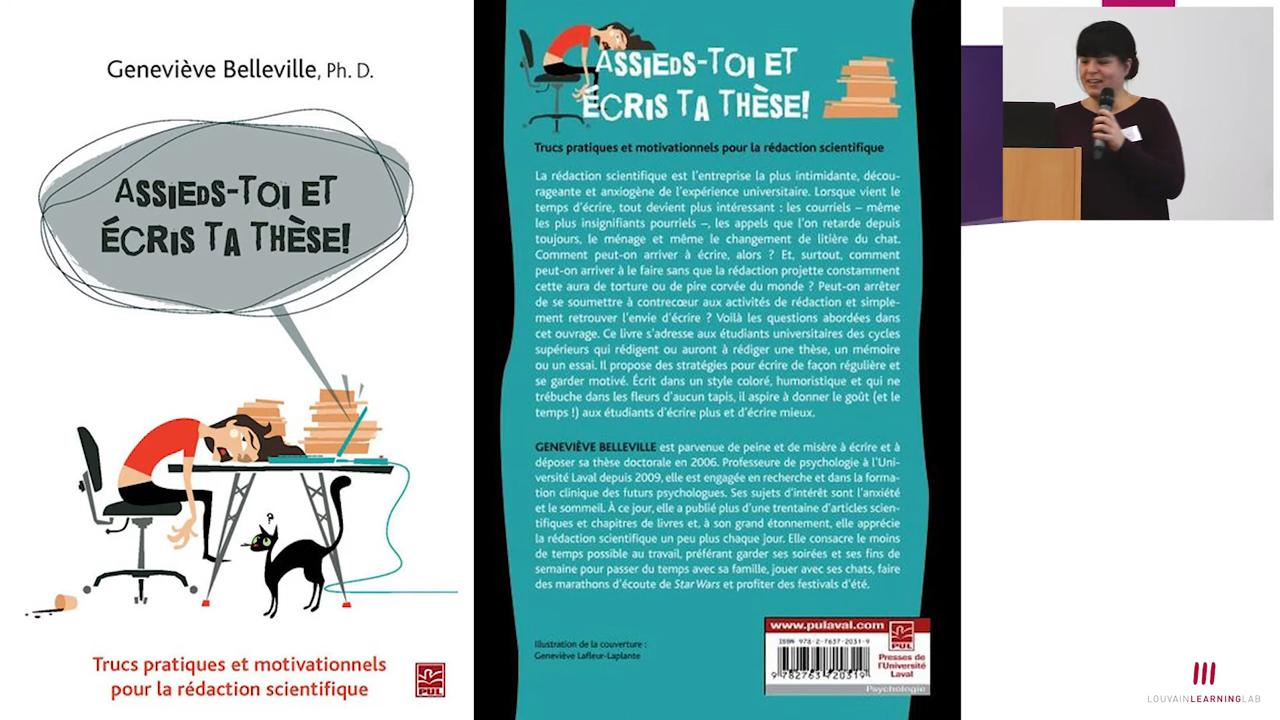 Geneviève Belleville, Ph. D.
ASSIEDS-TOI ET
ÉCRIS TA THÈSE!
Trucs pratiques et motivationnels
pour la rédaction scientifique
PUL
ASSIEDS-TOI ET
ÉCRIS TA THÈSE!
Trucs pratiques et motivationnels pour la rédaction scientifique
La rédaction scientifique est l'entreprise la plus intimidante, décou-
rageante et anxiogène de l'expérience universitaire. Lorsque vient le
temps d'écrire, tout devient plus intéressant : les courriels – même
les plus insignifiants pourriels –, les appels que l'on retarde depuis
toujours, le ménage et même le changement de litière du chat.
Comment peut-on arriver à écrire, alors ? Et, surtout, comment
peut-on arriver à le faire sans que la rédaction projette constamment
cette aura de torture ou de pire corvée du monde ? Peut-on arrêter
de se soumettre à contrecœur aux activités de rédaction et simple-
ment retrouver l'envie d'écrire ? Voilà les questions abordées dans
cet ouvrage. Ce livre s'adresse aux étudiants universitaires des cycles
supérieurs qui rédigent ou auront à rédiger une thèse, un mémoire
ou un essai. Il propose des stratégies pour écrire de façon régulière et
se garder motivé. Écrit dans un style coloré, humoristique et qui ne
trébuche dans les fleurs d'aucun tapis, il aspire à donner le goût (et le
temps !) aux étudiants d'écrire plus et d'écrire mieux.
GENEVIÈVE BELLEVILLE est parvenue de peine et de misère à écrire et à
déposer sa thèse doctorale en 2006. Professeure de psychologie à l'Uni-
versité Laval depuis 2009, elle est engagée en recherche et dans la forma-
tion clinique des futurs psychologues. Ses sujets d'intérêt sont l'anxiété
et le sommeil. À ce jour, elle a publié plus d'une trentaine d'articles scien-
tifiques et chapitres de livres et, à son grand étonnement, elle apprécie
la rédaction scientifique un peu plus chaque jour. Elle consacre le moins
de temps possible au travail, préférant garder ses soirées et ses fins de
semaine pour passer du temps avec sa famille, jouer avec ses chats, faire
des marathons d'écoute de Star Wars et profiter des festivals d'été.
Illustration de la couverture :
Geneviève Lafleur-Laplante
www.pulaval.com
ISBN 978-2-7637-2031-9
9 782763 720319
PUL
Presses de
l'Université
Laval
Psychologie
?
LOUVAINLEARNINGLAB